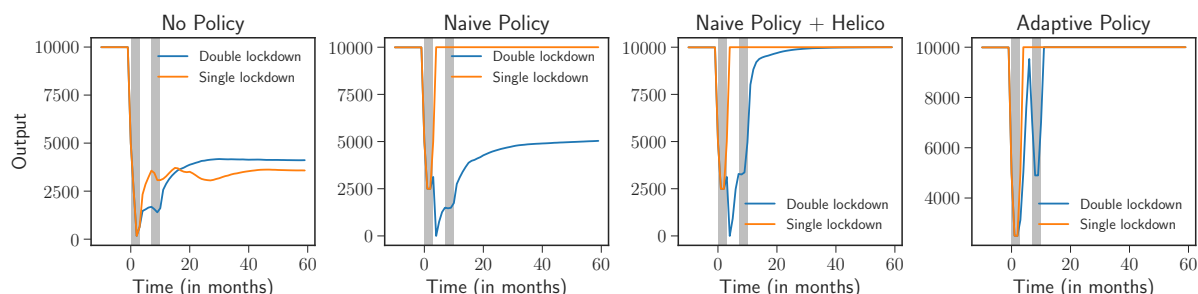 No Policy
Naive Policy
Naive Policy + Helico
Adaptive Policy
Output
10000
7500
5000
2500
0
Double lockdown
Single lockdown
0
20
40
60
Time (in months)
10000
7500
5000
2500
0
Double lockdown
Single lockdown
0
20
40
60
Time (in months)
10000
7500
5000
2500
0
Double lockdown
Single lockdown
0
20
40
60
Time (in months)
10000
8000
6000
4000
Double lockdown
Single lockdown
0
20
40
60
Time (in months)